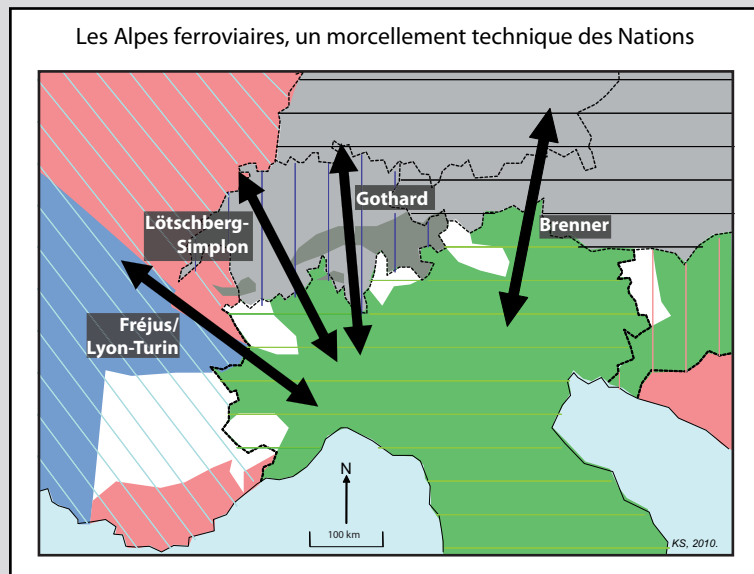 Les Alpes ferroviaires, un morcellement technique des Nations
Gothard
Lötschberg-
Simplon
Brenner
Fréjus/
Lyon-Turin
N
100 km
KS, 2010.